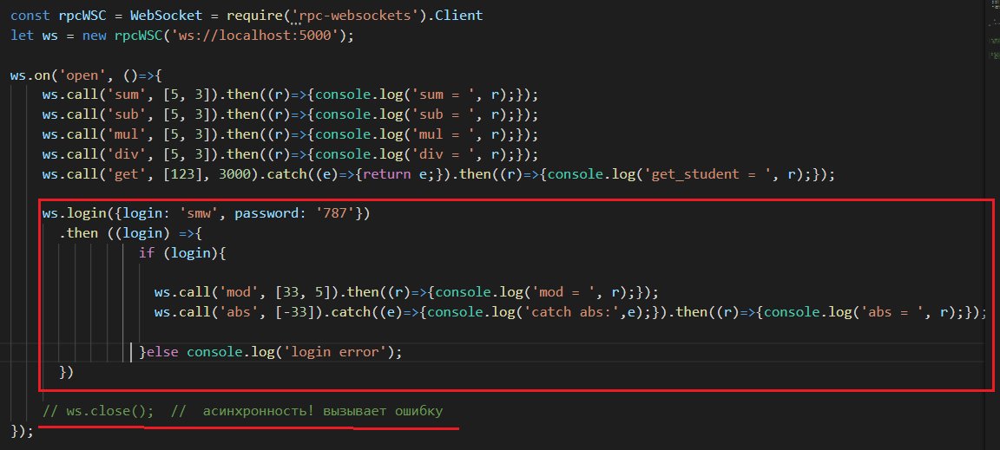 const rpcWSC = WebSocket = require('rpc-websockets').Client
let ws = new rpcWSC('ws://localhost:5000');
ws.on('open', ()=>{
ws.call('sum', [5, 3]).then((r)=>{console.log('sum = ', r);});
ws.call('sub', [5, 3]).then((r)=>{console.log('sub = ', r);});
ws.call('mul', [5, 3]).then((r)=>{console.log('mul = ', r);});
ws.call('div', [5, 3]).then((r)=>{console.log('div = ', r);});
ws.call('get', [123], 3000).catch((e)=>{return e;}).then((r)=>{console.log('get_student = ', r);});
ws.login({login: 'smw', password: '787'})
.then ((login) =>{
if (login){
ws.call('mod', [33, 5]).then((r)=>{console.log('mod = ', r);});
ws.call('abs', [-33]).catch((e)=>{console.log('catch abs:',e);}).then((r)=>{console.log('abs = ', r);});
}else console.log('login error');
})
// ws.close();  //  асинхронность! вызывает ошибку
});